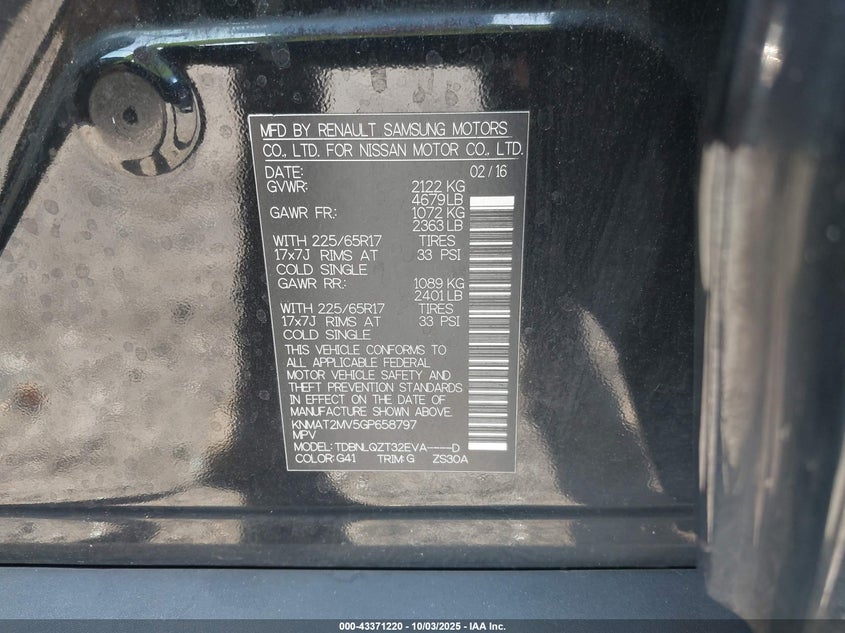 MFD BY RENAULT SAMSUNG MOTORS
CO., LTD. FOR NISSAN MOTOR CO., LTD.
DATE: 02/16
GVWR: 2122 KG
4679 LB
GAWR FR.: 1072 KG
2363 LB
WITH 225/65R17 TIRES
17x7J RIMS AT 33 PSI
COLD SINGLE
GAWR RR.: 1089 KG
2401 LB
WITH 225/65R17 TIRES
17x7J RIMS AT 33 PSI
COLD SINGLE
THIS VEHICLE CONFORMS TO
ALL APPLICABLE FEDERAL
MOTOR VEHICLE SAFETY AND
THEFT PREVENTION STANDARDS
IN EFFECT ON THE DATE OF
MANUFACTURE SHOWN ABOVE.
KNMAT2MV5GP658797
MPV
MODEL: TDBNLQZT32EVA----D
COLOR: G41 TRIM: G ZS30A
000-43371220 - 10/03/2025 - IAA Inc.